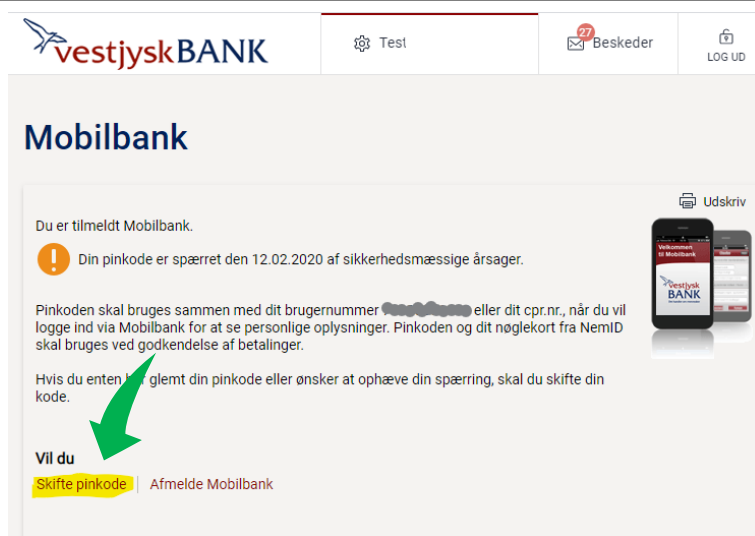 vestjyskBANK
Test
27
Beskeder
LOG UD
Mobilbank
Udskriv
Du er tilmeldt Mobilbank.
Din pinkode er spærret den 12.02.2020 af sikkerhedsmæssige årsager.
Pinkoden skal bruges sammen med dit brugernummer eller dit cpr.nr., når du vil
logge ind via Mobilbank for at se personlige oplysninger. Pinkoden og dit nøglekort fra NemID
skal bruges ved godkendelse af betalinger.
Hvis du enten glemt din pinkode eller ønsker at ophæve din spærring, skal du skifte din
kode.
Velkommen
til Mobilbank
Vestjysk
BANK
Vil du
Skifte pinkode | Afmelde Mobilbank